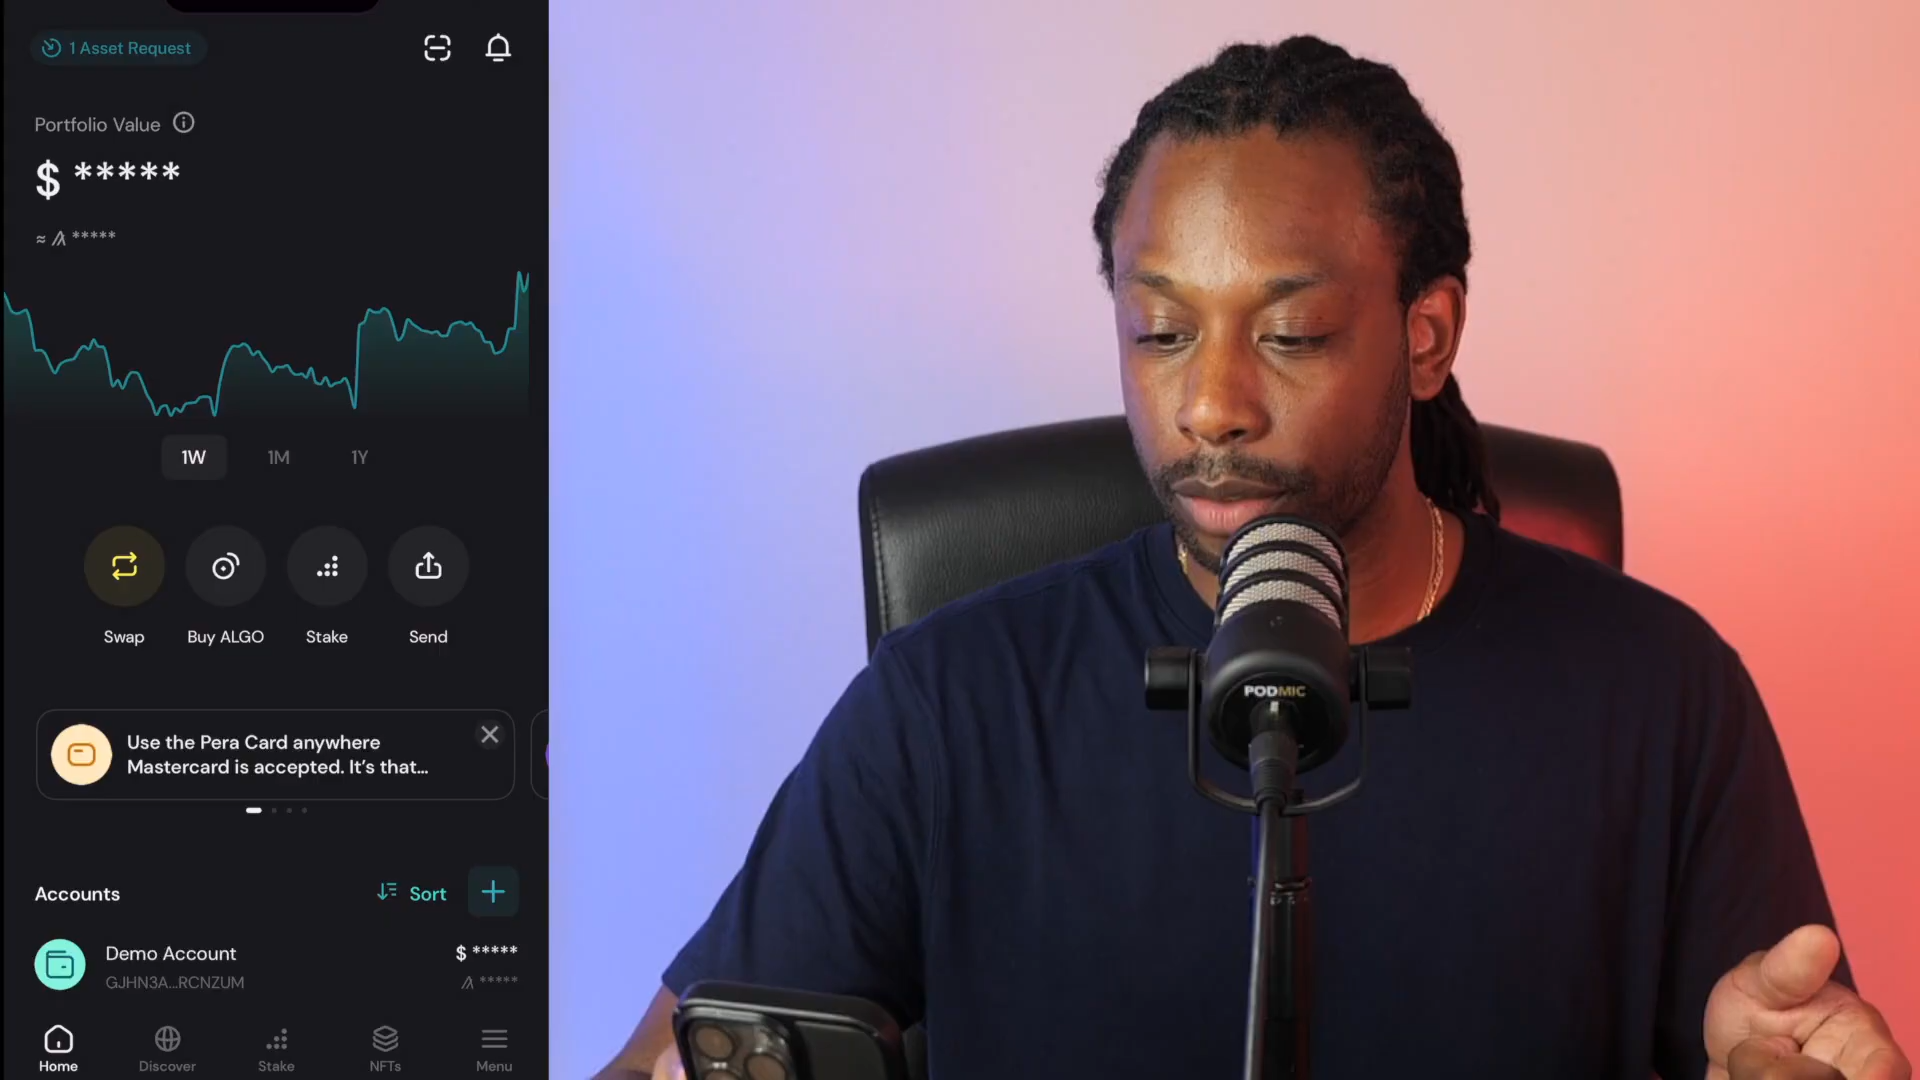 1 Asset Request
Portfolio Value
$ *****
≈ *****
1W 1M 1Y
Swap Buy ALGO Stake Send
Use the Pera Card anywhere
Mastercard is accepted. It’s that...
Accounts Sort
Demo Account $ *****
GJHN3A...RCNZUM *****
Home Discover Stake NFTs Menu
PODMIC